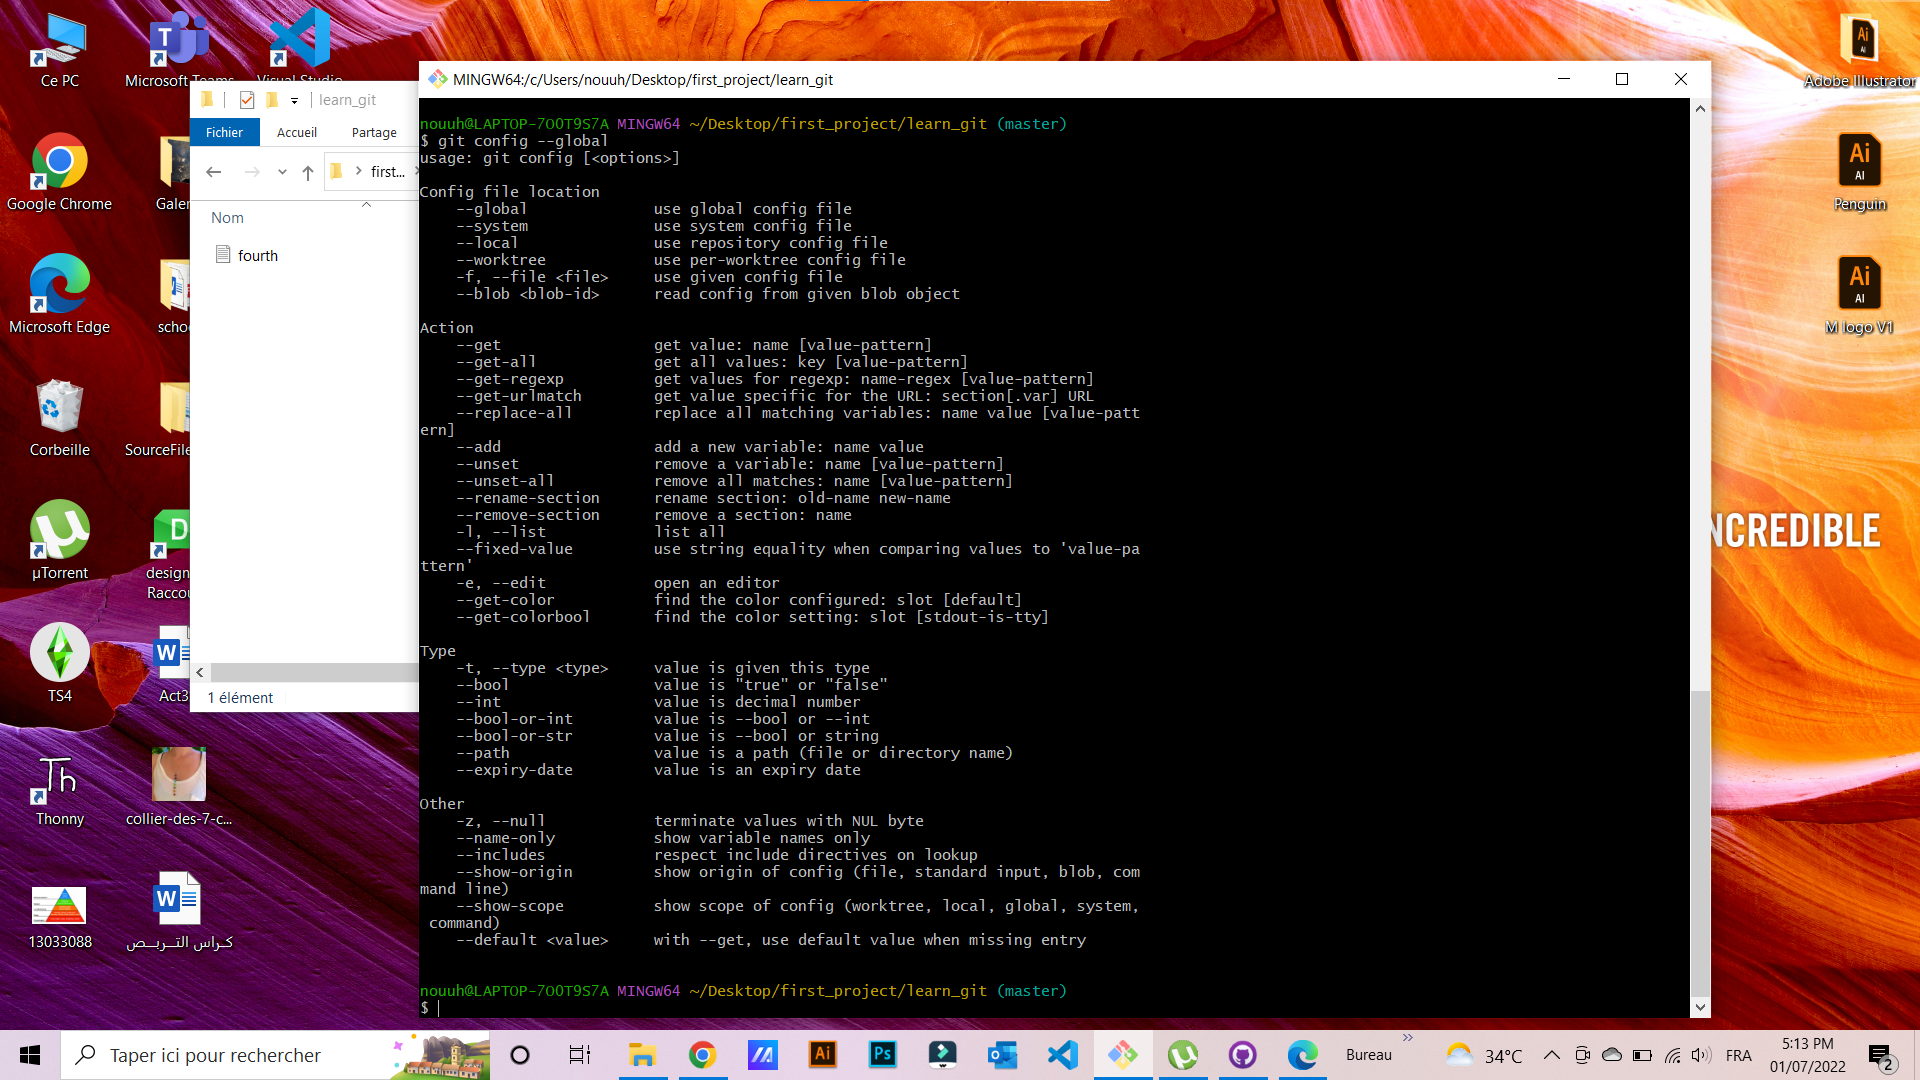 Ce PC
Microsoft Teams
Visual Studio
Google Chrome
Galer
Microsoft Edge
schoo
Corbeille
SourceFile
µTorrent
design
Raccou
TS4
Act3
Thonny
collier-des-7-c...
13033088
كـراس التـــربـــص
learn_git
Fichier
Accueil
Partage
first...
Nom
fourth
1 élément
MINGW64:/c/Users/nouuh/Desktop/first_project/learn_git
nouuh@LAPTOP-7OOT9S7A MINGW64 ~/Desktop/first_project/learn_git (master)
$ git config --global
usage: git config [<options>]
Config file location
--global use global config file
--system use system config file
--local use repository config file
--worktree use per-worktree config file
-f, --file <file> use given config file
--blob <blob-id> read config from given blob object
Action
--get get value: name [value-pattern]
--get-all get all values: key [value-pattern]
--get-regexp get values for regexp: name-regex [value-pattern]
--get-urlmatch get value specific for the URL: section[.var] URL
--replace-all replace all matching variables: name value [value-patt
ern]
--add add a new variable: name value
--unset remove a variable: name [value-pattern]
--unset-all remove all matches: name [value-pattern]
--rename-section rename section: old-name new-name
--remove-section remove a section: name
-l, --list list all
--fixed-value use string equality when comparing values to 'value-pa
ttern'
-e, --edit open an editor
--get-color find the color configured: slot [default]
--get-colorbool find the color setting: slot [stdout-is-tty]
Type
-t, --type <type> value is given this type
--bool value is "true" or "false"
--int value is decimal number
--bool-or-int value is --bool or --int
--bool-or-str value is --bool or string
--path value is a path (file or directory name)
--expiry-date value is an expiry date
Other
-z, --null terminate values with NUL byte
--name-only show variable names only
--includes respect include directives on lookup
--show-origin show origin of config (file, standard input, blob, com
mand line)
--show-scope show scope of config (worktree, local, global, system,
command)
--default <value> with --get, use default value when missing entry
nouuh@LAPTOP-7OOT9S7A MINGW64 ~/Desktop/first_project/learn_git (master)
$
Adobe Illustrator
Penguin
M logo V1
NCREDIBLE
Taper ici pour rechercher
Bureau
34°C
FRA
5:13 PM
01/07/2022
2